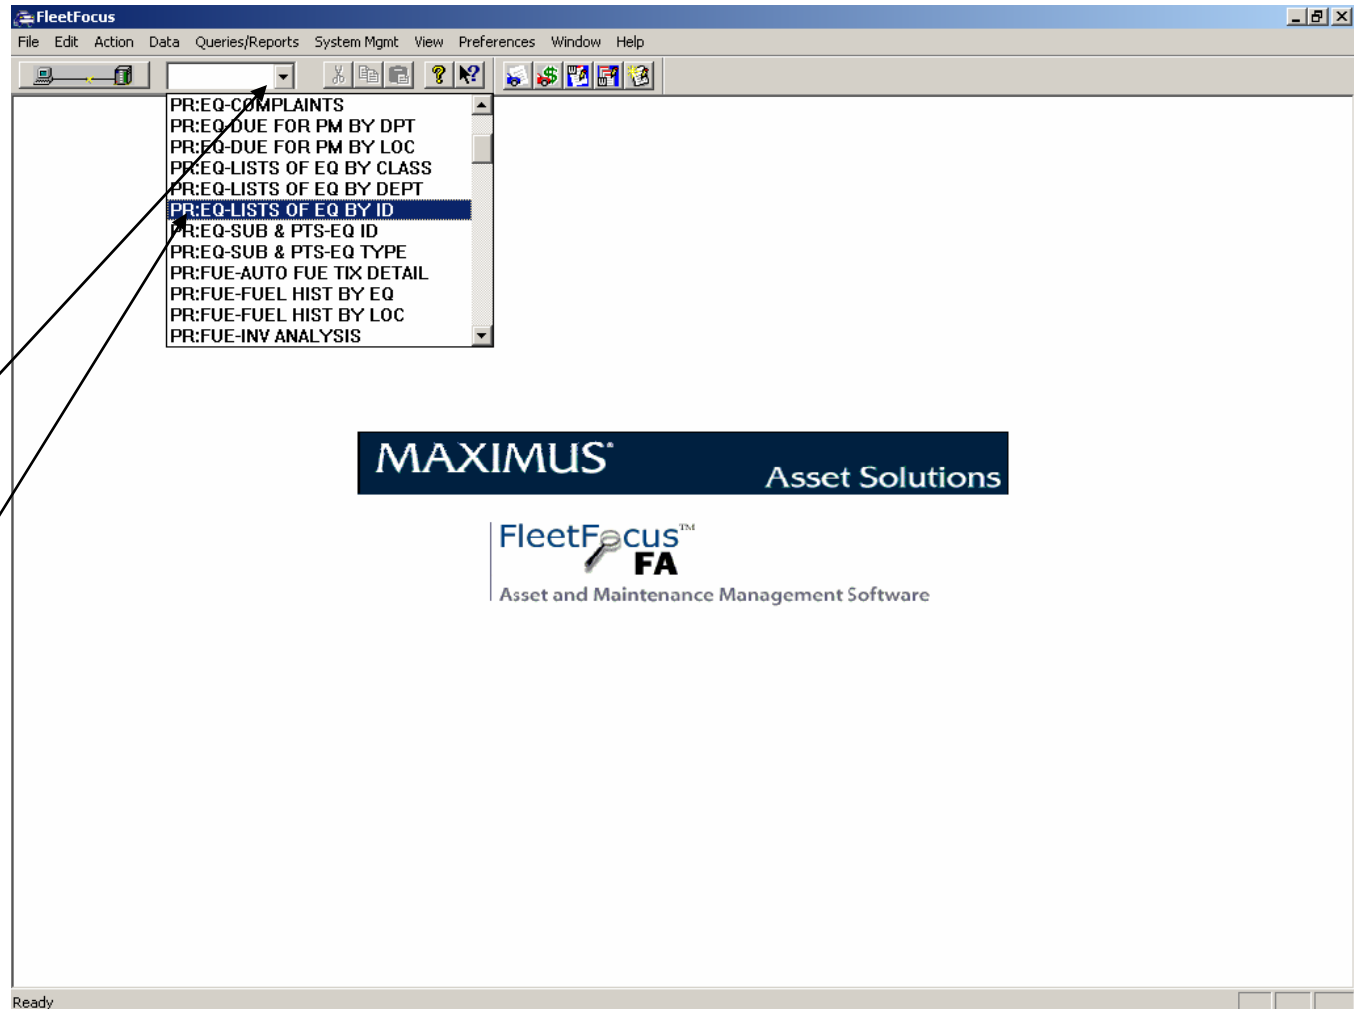 FleetFocus
File Edit Action Data Queries/Reports System Mgmt View Preferences Window Help
PR:EQ-COMPLAINTS
PR:EQ-DUE FOR PM BY DPT
PR:EQ-DUE FOR PM BY LOC
PR:EQ-LISTS OF EQ BY CLASS
PR:EQ-LISTS OF EQ BY DEPT
PR:EQ-LISTS OF EQ BY ID
PR:EQ-SUB & PTS-EQ ID
PR:EQ-SUB & PTS-EQ TYPE
PR:FUE-AUTO FUE TIX DETAIL
PR:FUE-FUEL HIST BY EQ
PR:FUE-FUEL HIST BY LOC
PR:FUE-INV ANALYSIS
MAXIMUS®
Asset Solutions
FleetFocus™
FA
Asset and Maintenance Management Software
Ready